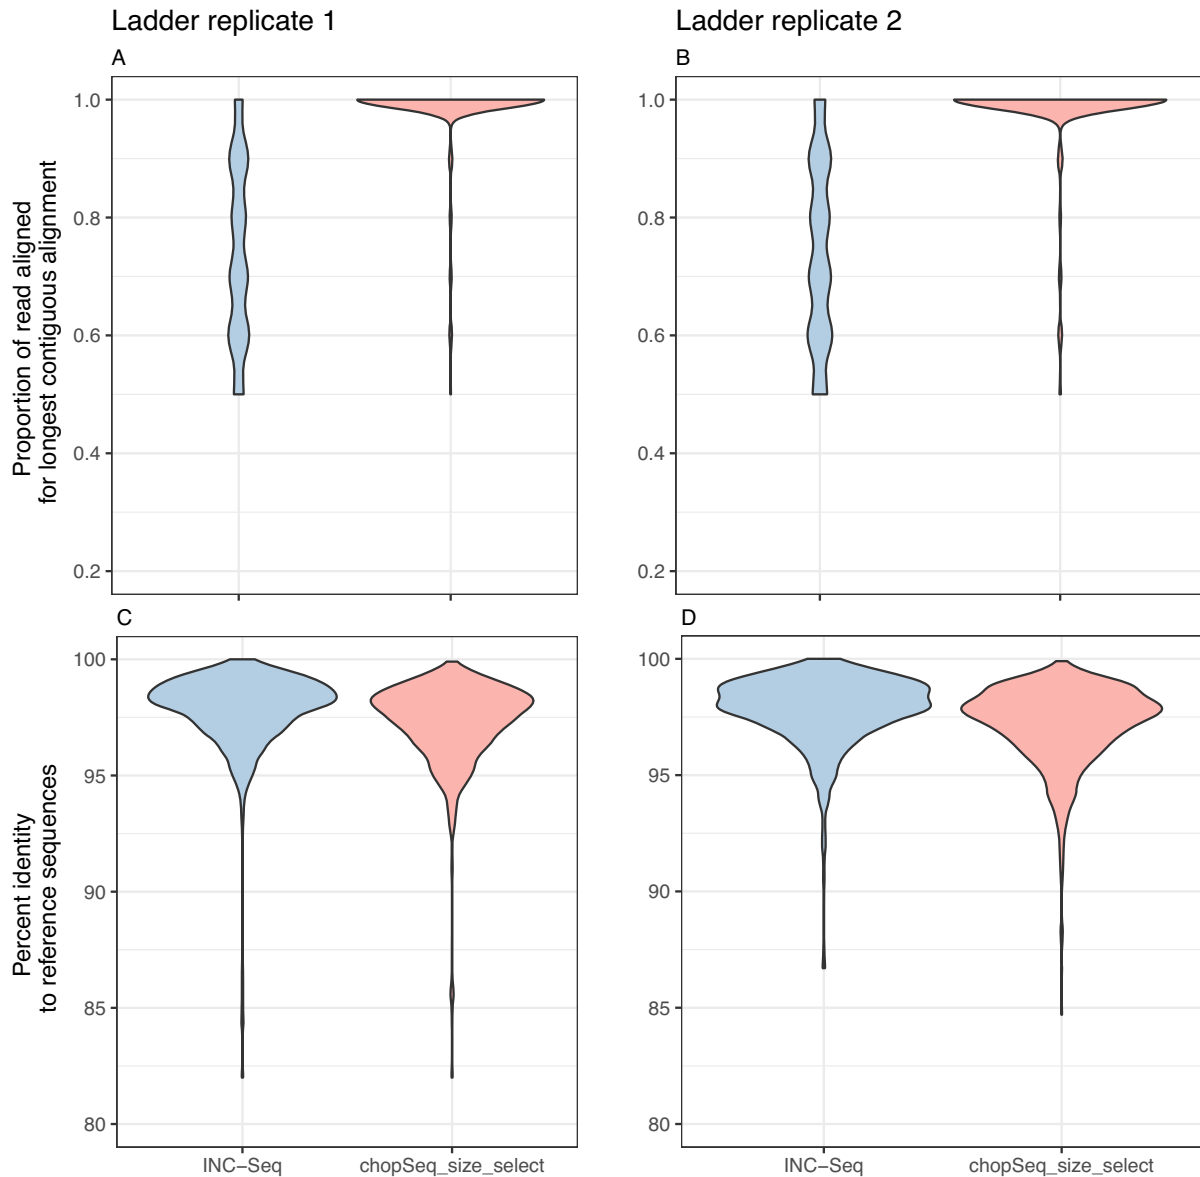 Ladder replicate 1
Ladder replicate 2
A
B
Proportion of read aligned
for longest contiguous alignment
1.0
0.8
0.6
0.4
0.2
1.0
0.8
0.6
0.4
0.2
C
D
Percent identity
to reference sequences
100
95
90
85
80
100
95
90
85
80
INC−Seq
chopSeq_size_select
INC−Seq
chopSeq_size_select